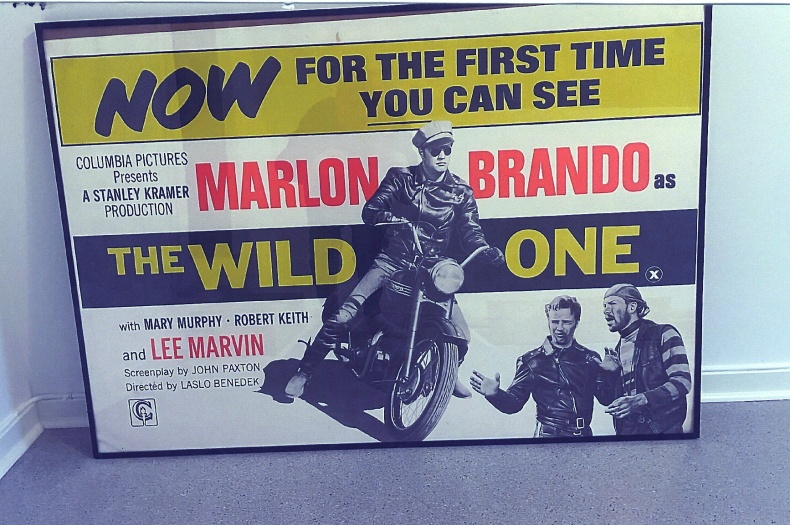 NOW
FOR THE FIRST TIME
YOU CAN SEE
COLUMBIA PICTURES
Presents
A STANLEY KRAMER
PRODUCTION
MARLON BRANDO as
THE WILD ONE
X
with MARY MURPHY · ROBERT KEITH
and LEE MARVIN
Screenplay by JOHN PAXTON
Directed by LASLO BENEDEK